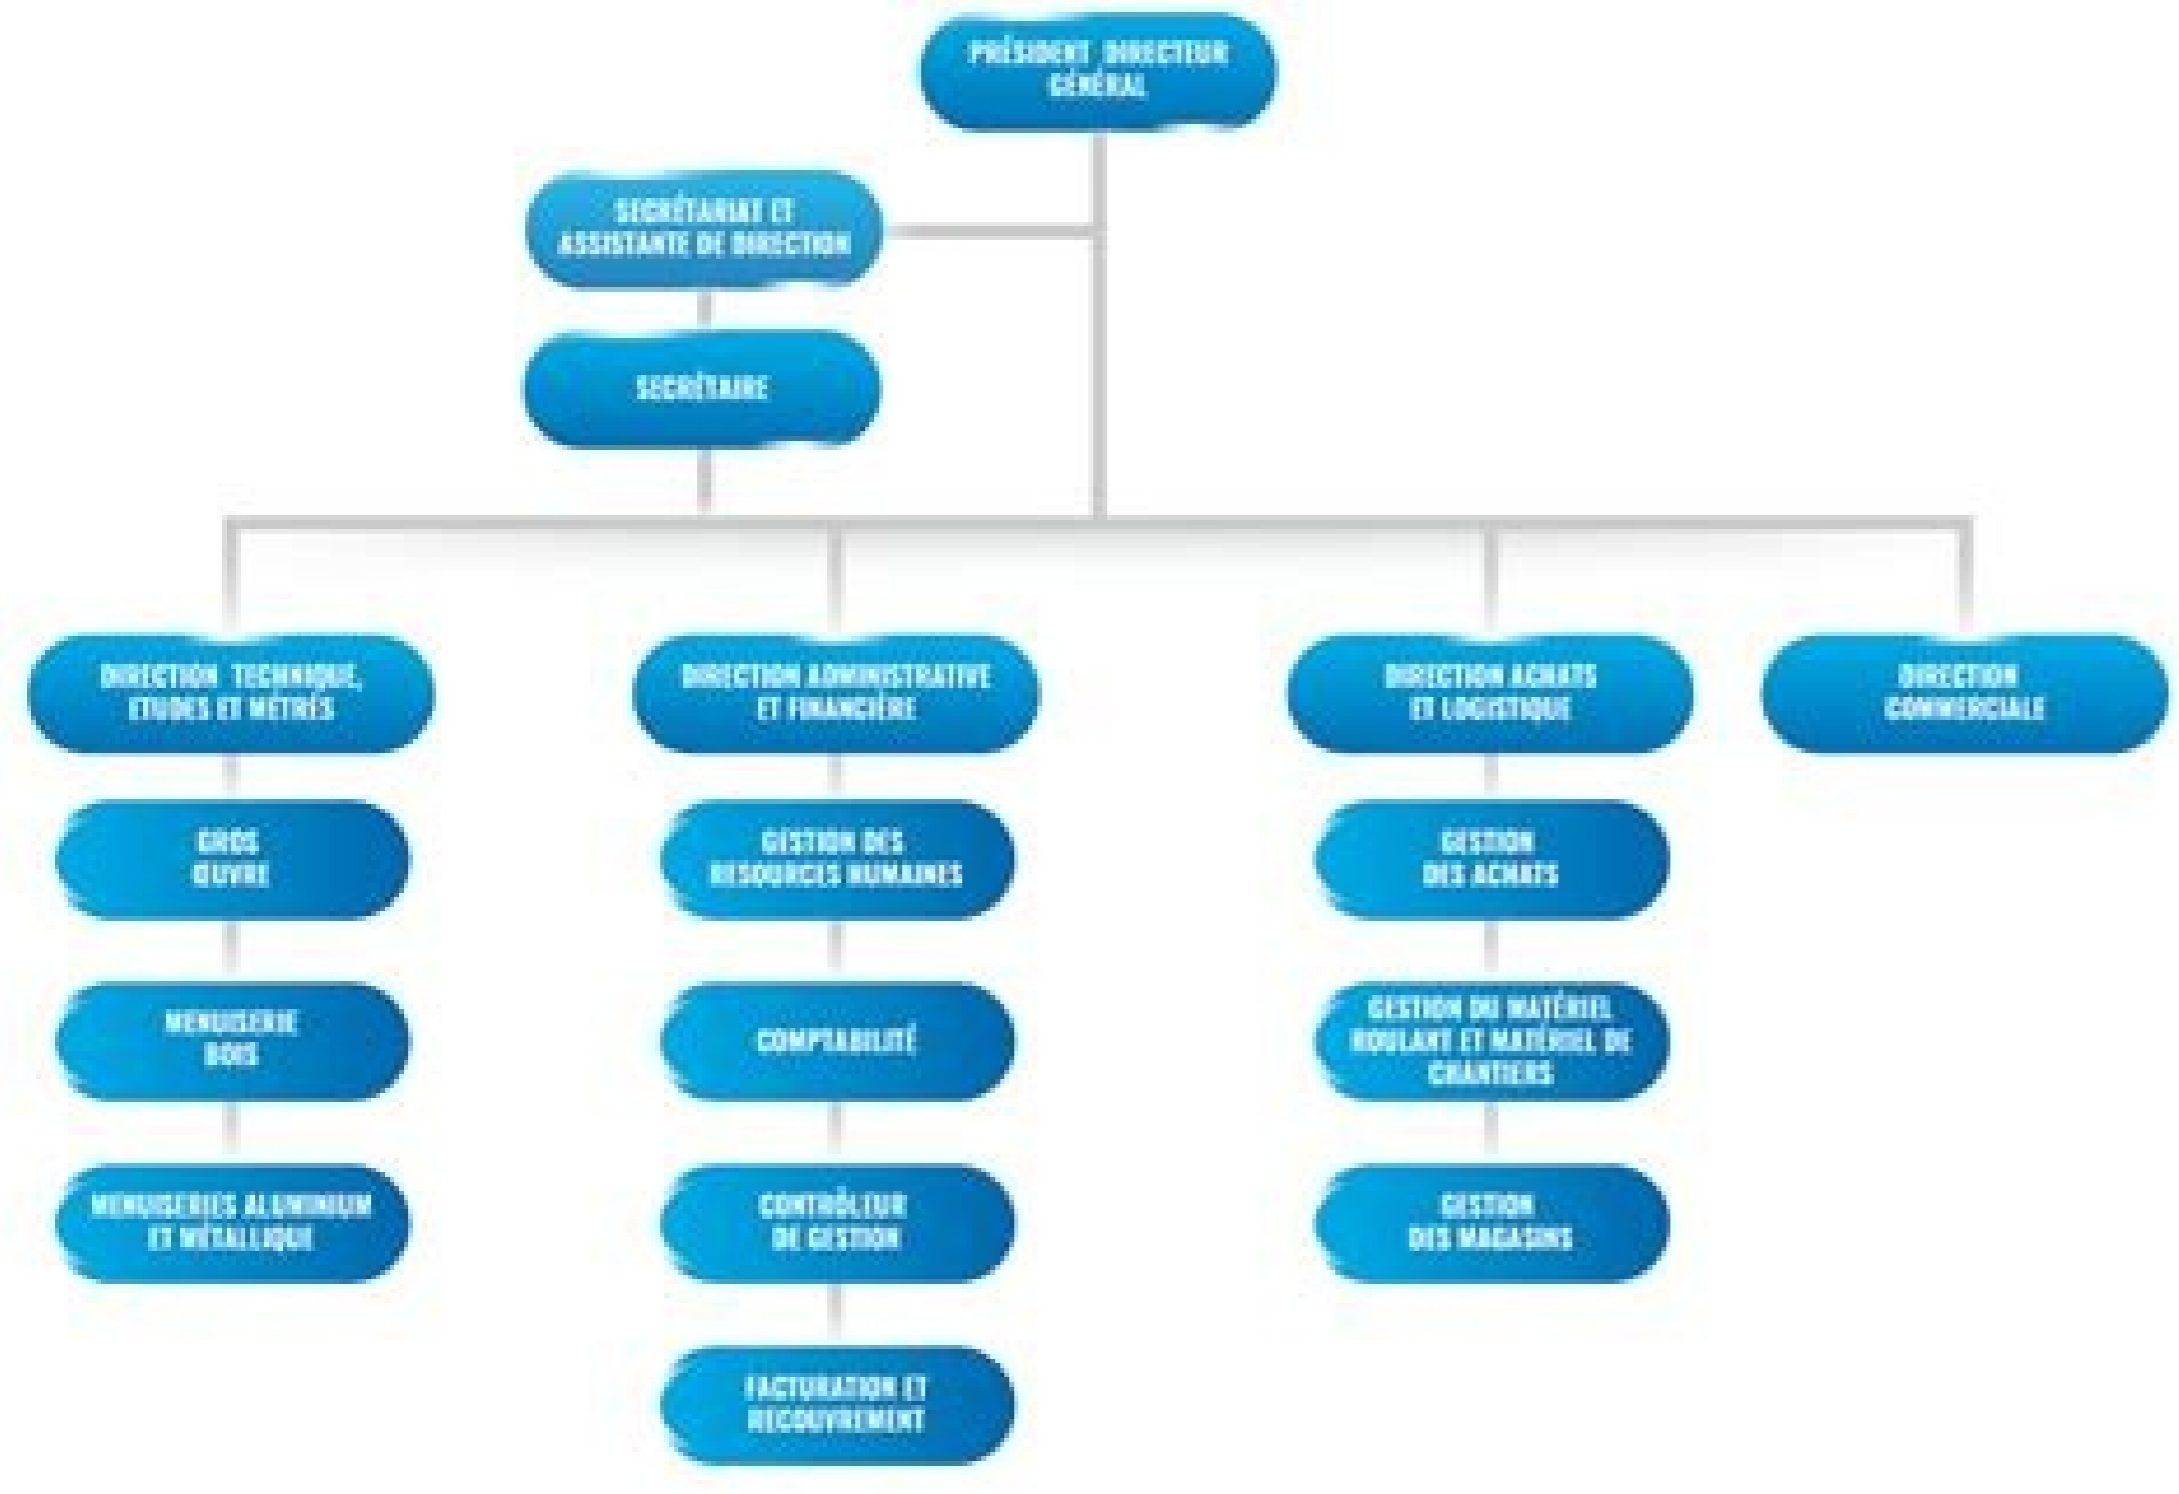 PRÉSIDENT DIRECTEUR
GÉNÉRAL
SECRÉTARIAT ET
ASSISTANTE DE DIRECTION
SECRÉTAIRE
DIRECTION TECHNIQUE,
ETUDES ET MÉTRÉS
DIRECTION ADMINISTRATIVE
ET FINANCIÈRE
DIRECTION ACHATS
ET LOGISTIQUE
DIRECTION
COMMERCIALE
GROS
ŒUVRE
MENUISERIE
BOIS
MENUISERIES ALUMINIUM
ET MÉTALLIQUE
GESTION DES
RESOURCES HUMAINES
COMPTABILITÉ
CONTRÔLEUR
DE GESTION
FACTURATION ET
RECOUVREMENT
GESTION
DES ACHATS
GESTION DU MATÉRIEL
ROULANT ET MATÉRIEL DE
CHANTIERS
GESTION
DES MAGASINS